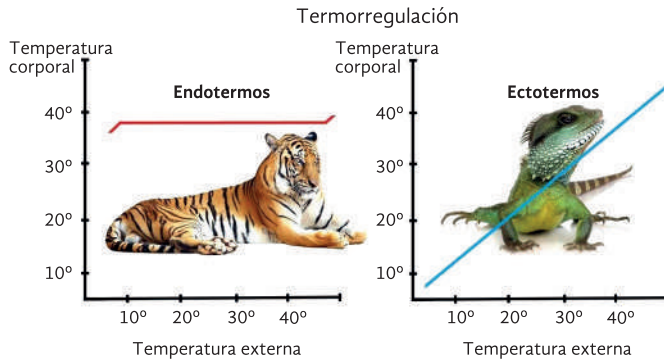 Termorregulación
Temperatura
corporal
Endotermos
40º
30º
20º
10º
10º 20º 30º 40º
Temperatura externa
Temperatura
corporal
Ectotermos
40º
30º
20º
10º
10º 20º 30º 40º
Temperatura externa